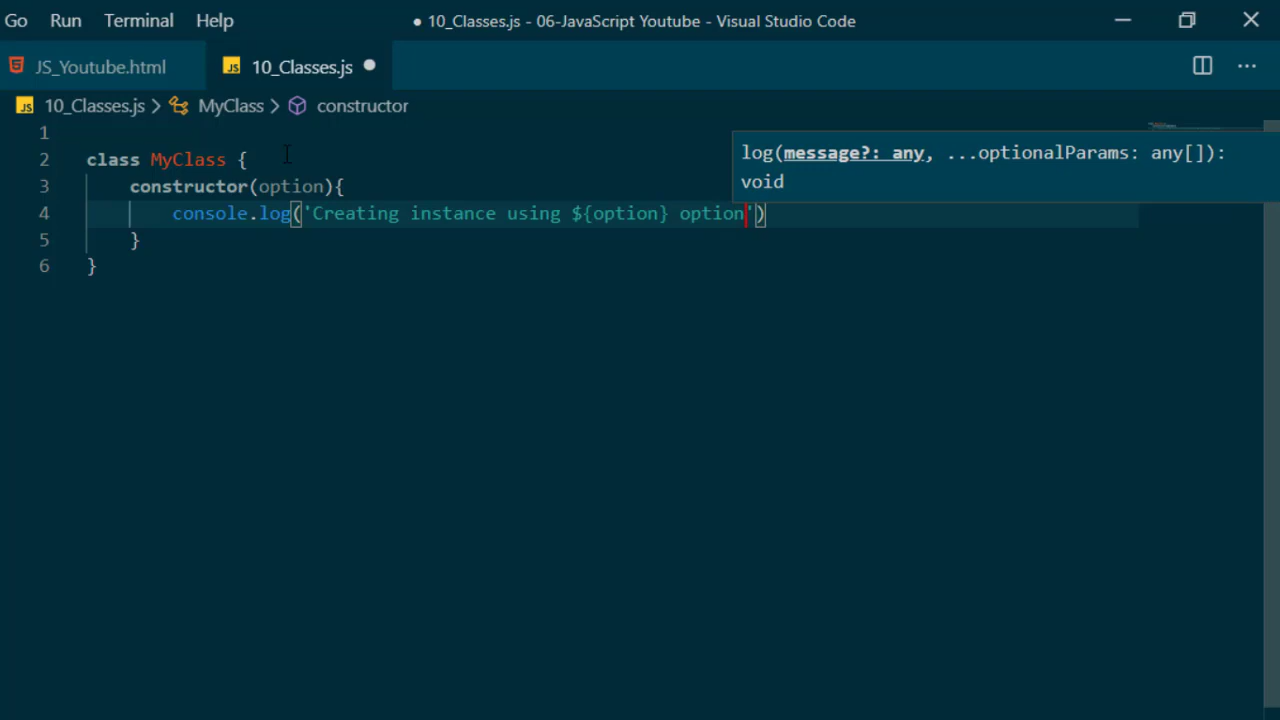 Go Run Terminal Help ● 10_Classes.js - 06-JavaScript Youtube - Visual Studio Code
JS_Youtube.html JS 10_Classes.js ●
JS 10_Classes.js > MyClass > constructor
1
2 class MyClass {
3 constructor(option){
4 console.log('Creating instance using ${option} option')
5 }
6 }
log(message?: any, ...optionalParams: any[]):
void